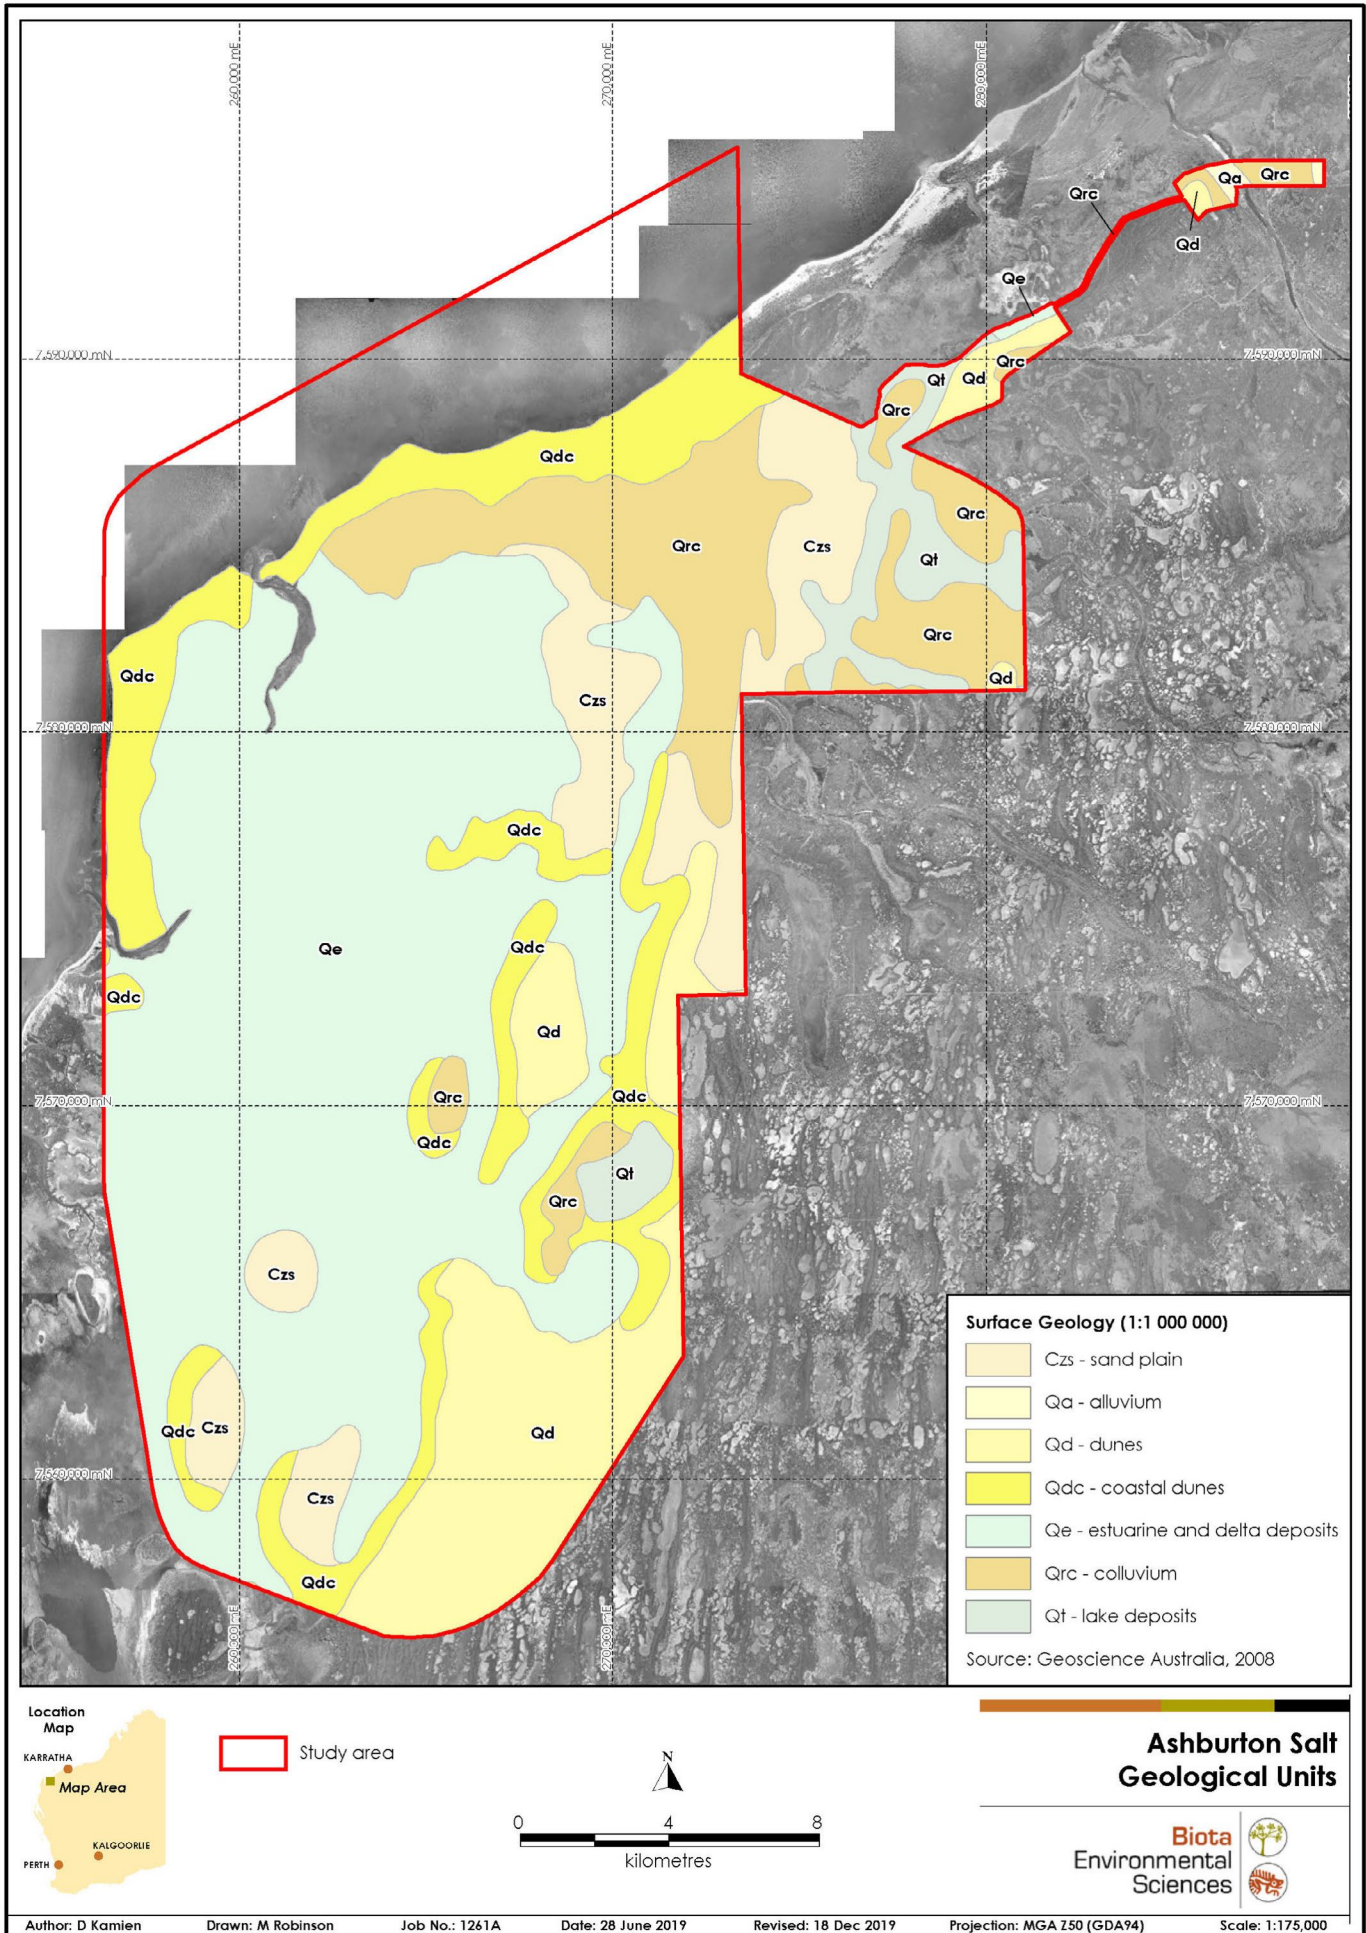 260,000 mE
270,000 mE
280,000 mE
Qa
Qrc
Qrc
Qd
Qe
7,590,000 mN
7,590,000 mN
Qrc
Qt
Qd
Qrc
Qdc
Qrc
Qrc
Czs
Qt
Qrc
Qdc
Qd
Czs
7,580,000 mN
7,580,000 mN
Qdc
Qe
Qdc
Qdc
Qd
Qrc
Qdc
7,570,000 mN
7,570,000 mN
Qdc
Qt
Qrc
Czs
Qdc
Czs
Qd
7,560,000 mN
Czs
Qdc
260,000 mE
270,000 mE
Surface Geology (1:1 000 000)
Czs - sand plain
Qa - alluvium
Qd - dunes
Qdc - coastal dunes
Qe - estuarine and delta deposits
Qrc - colluvium
Qt - lake deposits
Source: Geoscience Australia, 2008
Location
Map
KARRATHA
Map Area
KALGOORLIE
PERTH
Study area
N
0 4 8
kilometres
Ashburton Salt
Geological Units
Biota
Environmental
Sciences
Author: D Kamien Drawn: M Robinson Job No.: 1261A Date: 28 June 2019 Revised: 18 Dec 2019 Projection: MGA Z50 (GDA94) Scale: 1:175,000